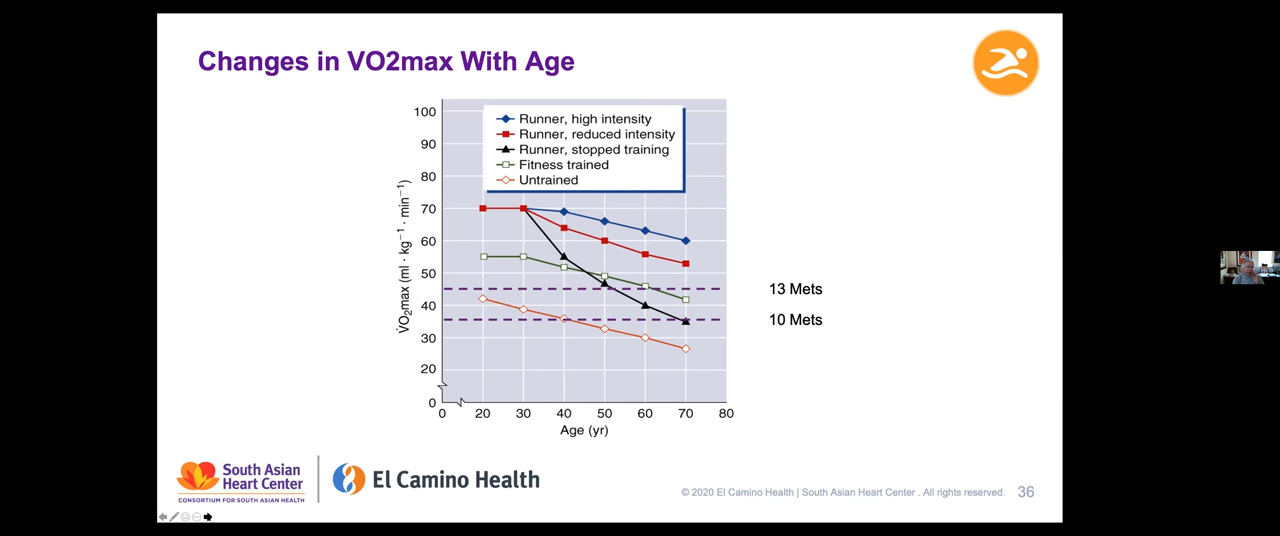 Changes in VO2max With Age
100
90
80
70
60
50
40
30
20
0
V̇O₂max (ml · kg⁻¹ · min⁻¹)
Runner, high intensity
Runner, reduced intensity
Runner, stopped training
Fitness trained
Untrained
13 Mets
10 Mets
0 20 30 40 50 60 70 80
Age (yr)
South Asian
Heart Center
CONSORTIUM FOR SOUTH ASIAN HEALTH
El Camino Health
© 2020 El Camino Health | South Asian Heart Center . All rights reserved. 36